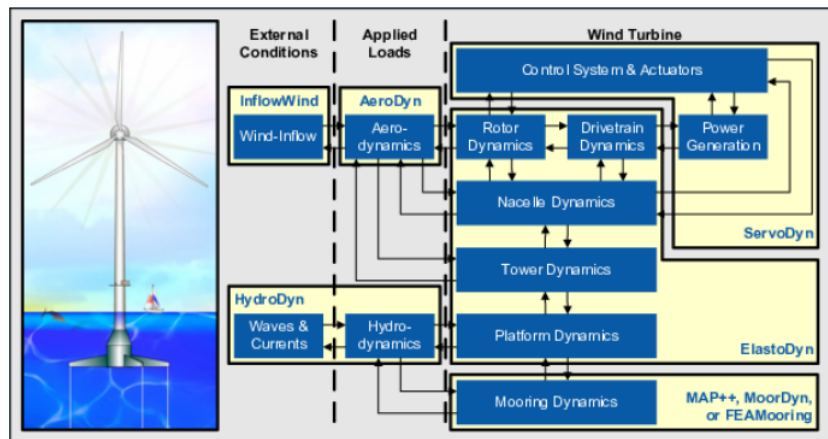 External
Conditions
Applied
Loads
Wind Turbine
Control System & Actuators
InflowWind
AeroDyn
Wind-Inflow
Aero-
dynamics
Rotor
Dynamics
Drivetrain
Dynamics
Power
Generation
Nacelle Dynamics
ServoDyn
Tower Dynamics
HydroDyn
Waves &
Currents
Hydro-
dynamics
Platform Dynamics
ElastoDyn
Mooring Dynamics
MAP++, MoorDyn,
or FEAMooring